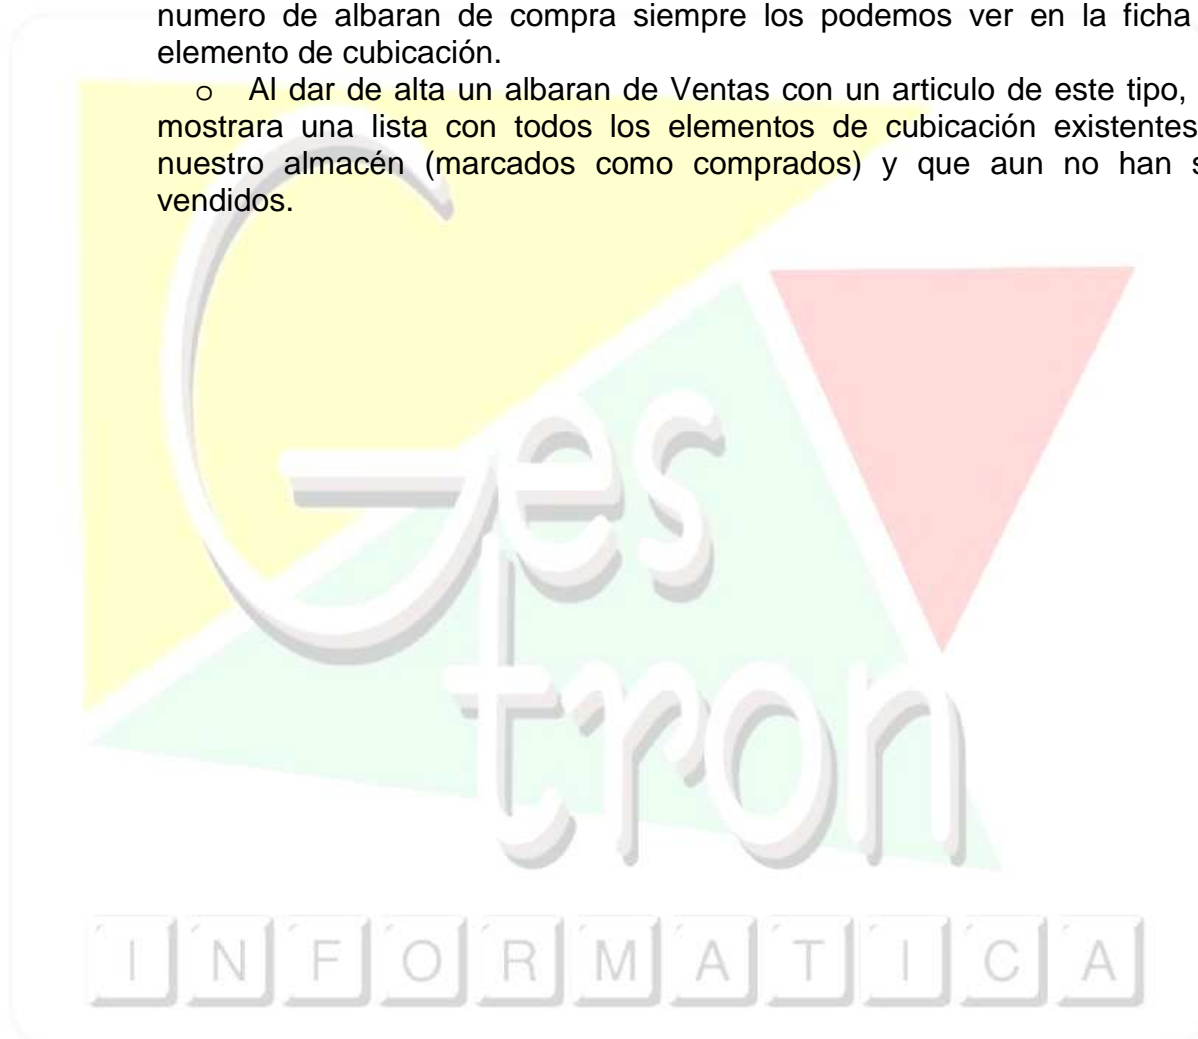 numero de albaran de compra siempre los podemos ver en la ficha
elemento de cubicación.
o Al dar de alta un albaran de Ventas con un articulo de este tipo,
mostrara una lista con todos los elementos de cubicación existentes
nuestro almacén (marcados como comprados) y que aun no han s
vendidos.
Ges
tron
INFORMATICA